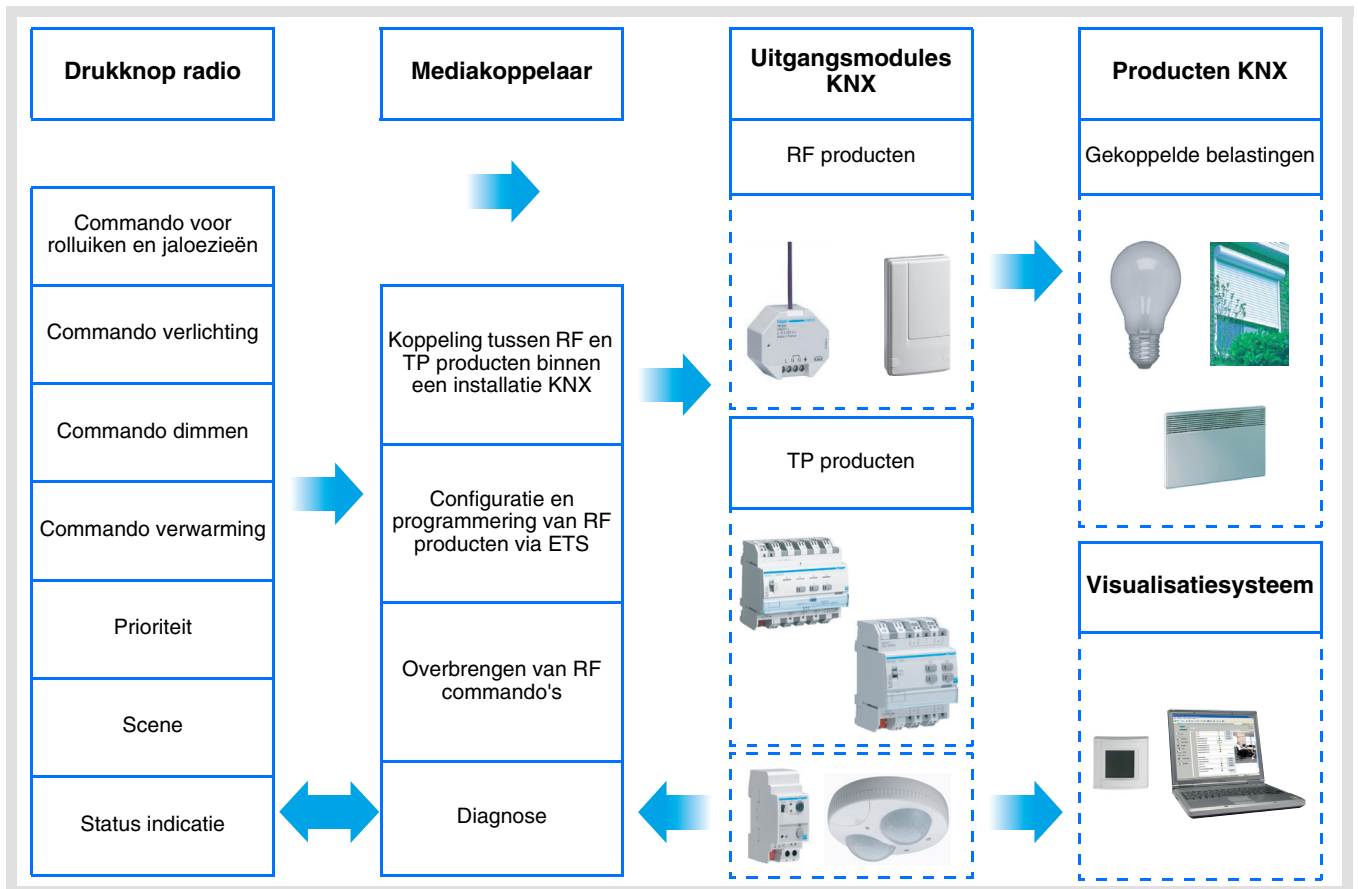 Drukknop radio
Mediakoppelaar
Uitgangsmodules
KNX
Producten KNX
RF producten
Gekoppelde belastingen
Commando voor
rolluiken en jaloezieën
Commando verlichting
Commando dimmen
Commando verwarming
Prioriteit
Scene
Status indicatie
Koppeling tussen RF en
TP producten binnen
een installatie KNX
Configuratie en
programmering van RF
producten via ETS
Overbrengen van RF
commando's
Diagnose
L N N
TP producten
Visualisatiesysteem